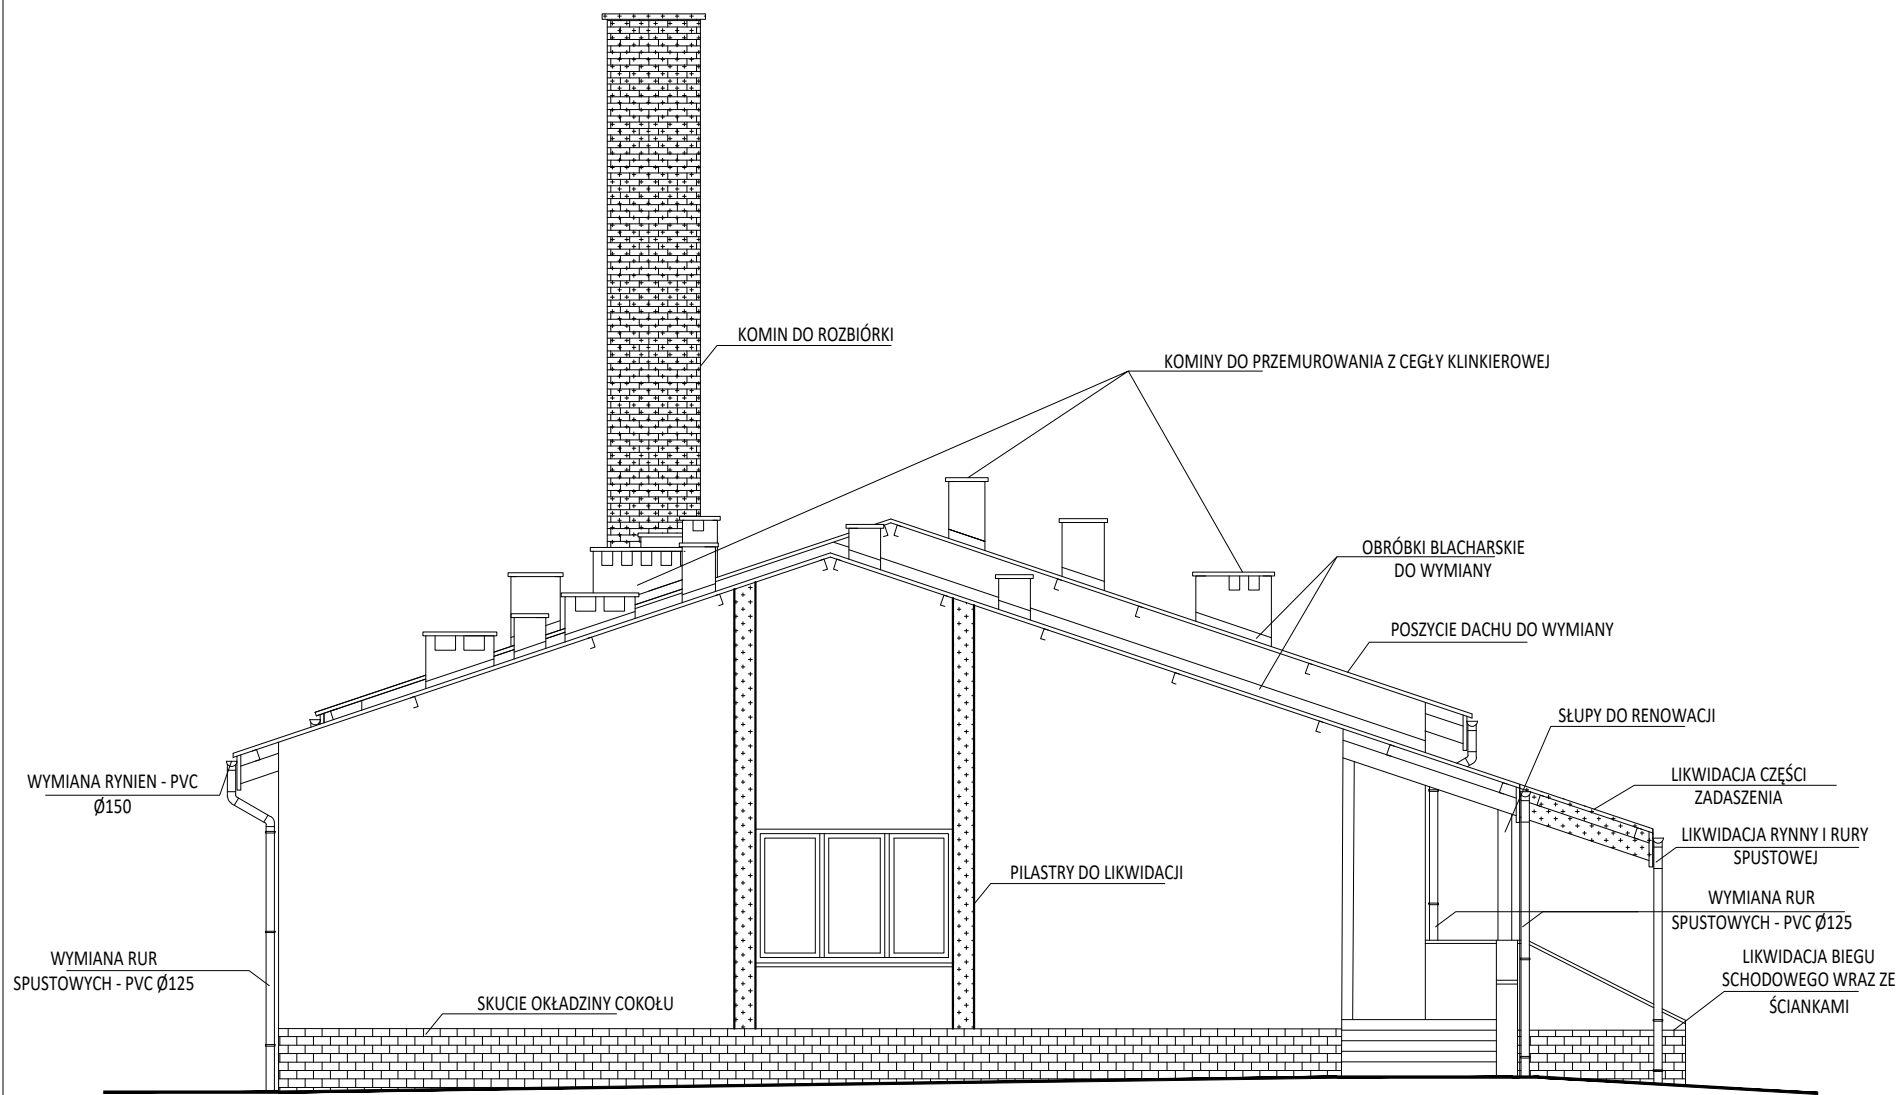 KOMIN DO ROZBIÓRKI
KOMINY DO PRZEMUROWANIA Z CEGŁY KLINKIEROWEJ
OBRÓBKI BLACHARSKIE
DO WYMIANY
POSZYCIE DACHU DO WYMIANY
SŁUPY DO RENOWACJI
WYMIANA RYNIEN - PVC
Ø150
LIKWIDACJA CZĘŚCI
ZADASZENIA
LIKWIDACJA RYNNY I RURY
SPUSTOWEJ
PILASTRY DO LIKWIDACJI
WYMIANA RUR
SPUSTOWYCH - PVC Ø125
WYMIANA RUR
SPUSTOWYCH - PVC Ø125
LIKWIDACJA BIEGU
SCHODOWEGO WRAZ ZE
ŚCIANKAMI
SKUCIE OKŁADZINY COKOŁU